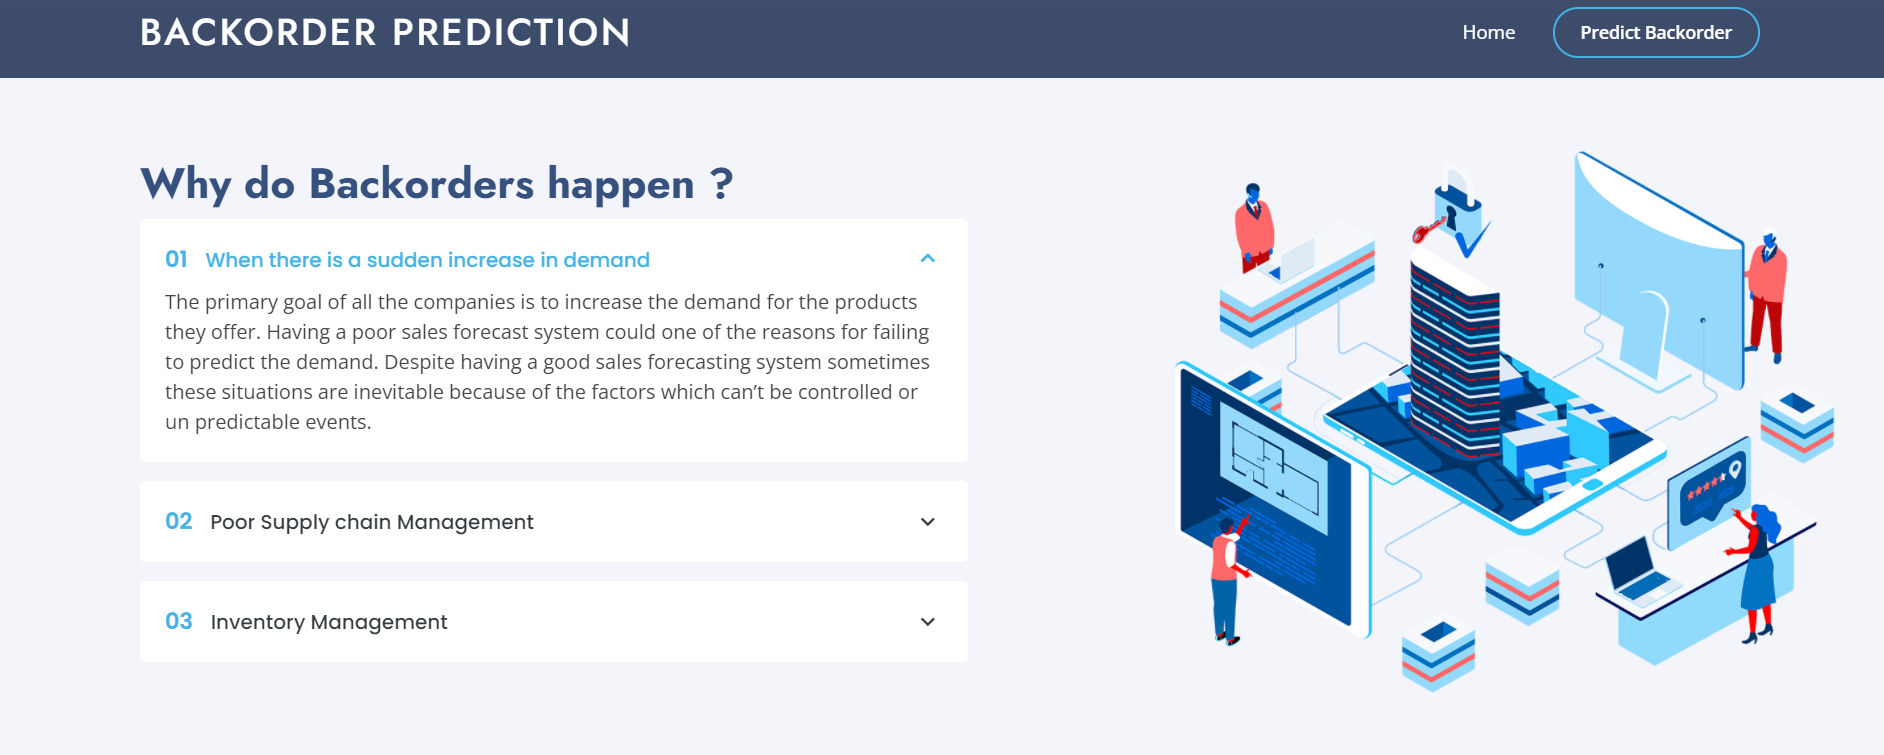 BACKORDER PREDICTION
Home
Predict Backorder
Why do Backorders happen ?
01 When there is a sudden increase in demand
The primary goal of all the companies is to increase the demand for the products
they offer. Having a poor sales forecast system could one of the reasons for failing
to predict the demand. Despite having a good sales forecasting system sometimes
these situations are inevitable because of the factors which can’t be controlled or
un predictable events.
02 Poor Supply chain Management
03 Inventory Management